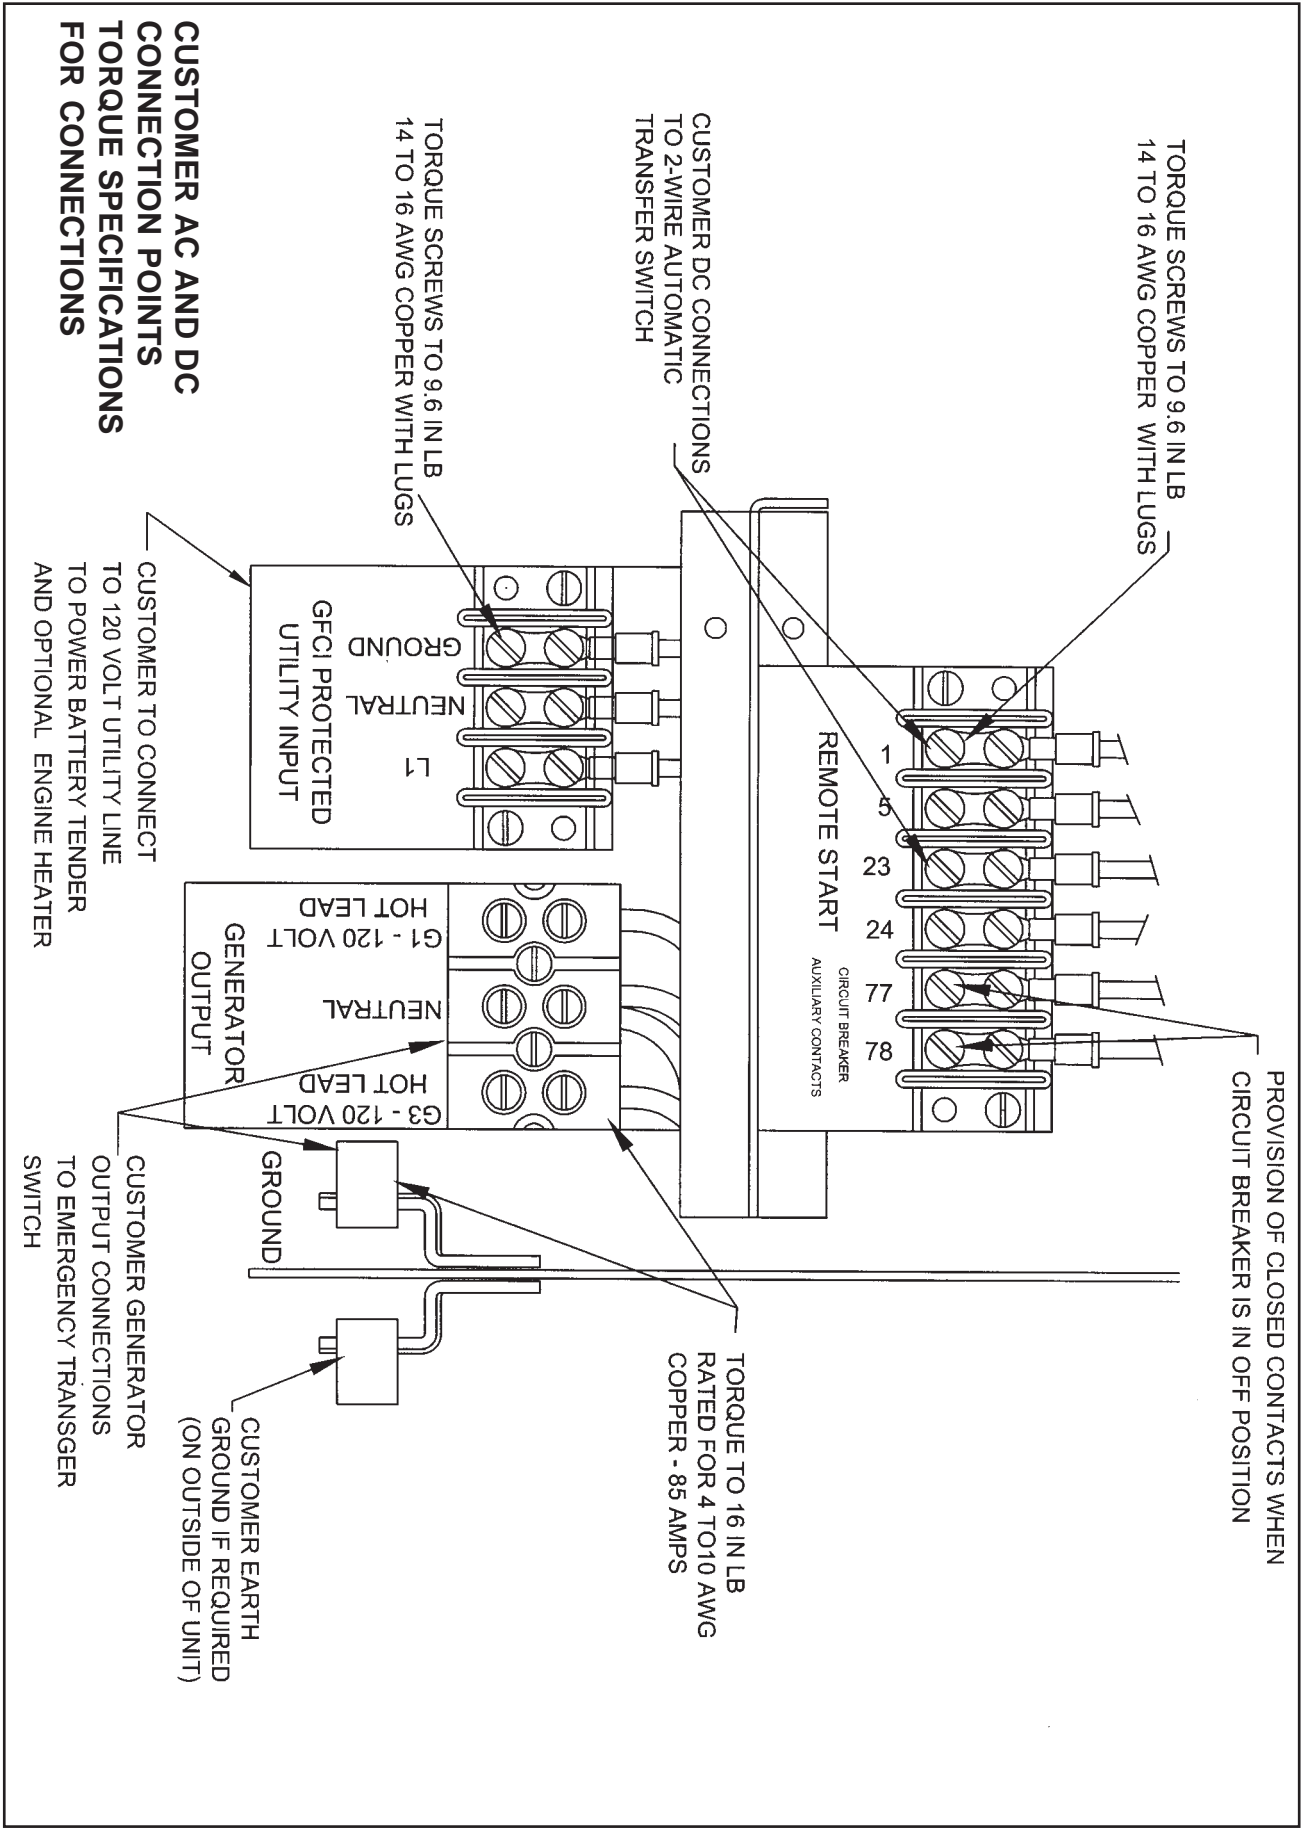 PROVISION OF CLOSED CONTACTS WHEN
CIRCUIT BREAKER IS IN OFF POSITION
TORQUE SCREWS TO 9.6 IN LB
14 TO 16 AWG COPPER WITH LUGS
1
5
23
24
77
78
REMOTE START
CIRCUIT BREAKER
AUXILIARY CONTACTS
CUSTOMER DC CONNECTIONS
TO 2-WIRE AUTOMATIC
TRANSFER SWITCH
TORQUE TO 16 IN LB
RATED FOR 4 TO10 AWG
COPPER - 85 AMPS
TORQUE SCREWS TO 9.6 IN LB
14 TO 16 AWG COPPER WITH LUGS
GROUND
NEUTRAL
L1
GFCI PROTECTED
UTILITY INPUT
G1 - 120 VOLT
HOT LEAD
NEUTRAL
G3 - 120 VOLT
HOT LEAD
GENERATOR
OUTPUT
GROUND
CUSTOMER EARTH
GROUND IF REQUIRED
(ON OUTSIDE OF UNIT)
CUSTOMER TO CONNECT
TO 120 VOLT UTILITY LINE
TO POWER BATTERY TENDER
AND OPTIONAL ENGINE HEATER
CUSTOMER GENERATOR
OUTPUT CONNECTIONS
TO EMERGENCY TRANSGER
SWITCH
CUSTOMER AC AND DC
CONNECTION POINTS
TORQUE SPECIFICATIONS
FOR CONNECTIONS